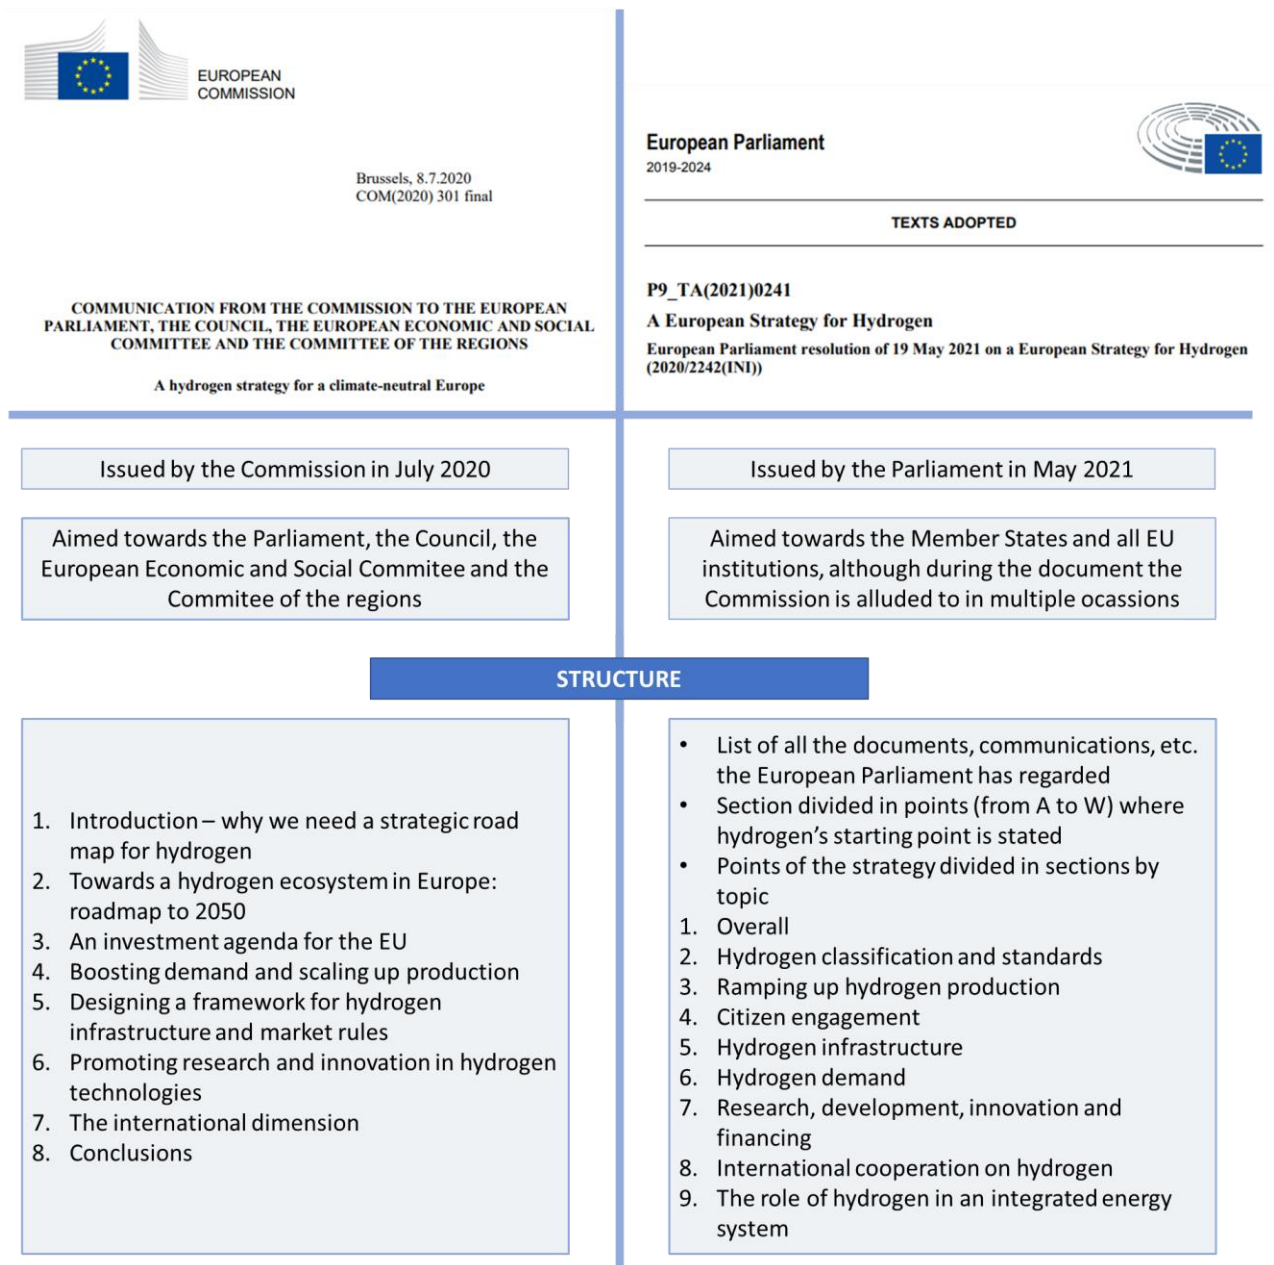 EUROPEAN
COMMISSION
Brussels, 8.7.2020
COM(2020) 301 final
COMMUNICATION FROM THE COMMISSION TO THE EUROPEAN
PARLIAMENT, THE COUNCIL, THE EUROPEAN ECONOMIC AND SOCIAL
COMMITTEE AND THE COMMITTEE OF THE REGIONS
A hydrogen strategy for a climate-neutral Europe
European Parliament
2019-2024
TEXTS ADOPTED
P9_TA(2021)0241
A European Strategy for Hydrogen
European Parliament resolution of 19 May 2021 on a European Strategy for Hydrogen
(2020/2242(INI))
Issued by the Commission in July 2020
Issued by the Parliament in May 2021
Aimed towards the Parliament, the Council, the
European Economic and Social Commitee and the
Commitee of the regions
Aimed towards the Member States and all EU
institutions, although during the document the
Commission is alluded to in multiple ocassions
STRUCTURE
1. Introduction – why we need a strategic road
map for hydrogen
2. Towards a hydrogen ecosystem in Europe:
roadmap to 2050
3. An investment agenda for the EU
4. Boosting demand and scaling up production
5. Designing a framework for hydrogen
infrastructure and market rules
6. Promoting research and innovation in hydrogen
technologies
7. The international dimension
8. Conclusions
• List of all the documents, communications, etc.
the European Parliament has regarded
• Section divided in points (from A to W) where
hydrogen's starting point is stated
• Points of the strategy divided in sections by
topic
1. Overall
2. Hydrogen classification and standards
3. Ramping up hydrogen production
4. Citizen engagement
5. Hydrogen infrastructure
6. Hydrogen demand
7. Research, development, innovation and
financing
8. International cooperation on hydrogen
9. The role of hydrogen in an integrated energy
system